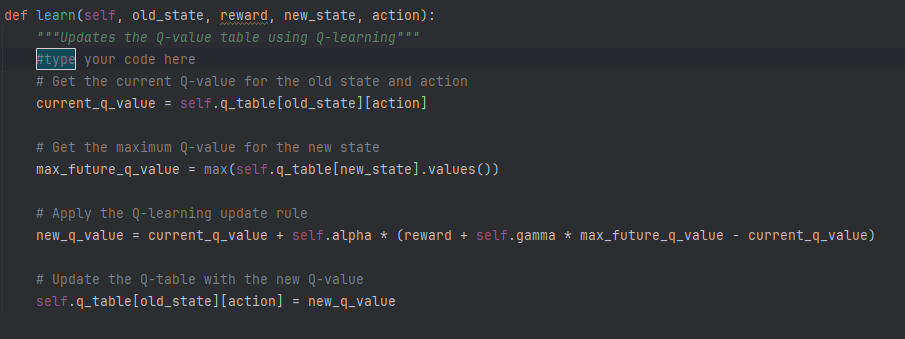 def learn(self, old_state, reward, new_state, action):
"""Updates the Q-value table using Q-learning"""
#type your code here
# Get the current Q-value for the old state and action
current_q_value = self.q_table[old_state][action]
# Get the maximum Q-value for the new state
max_future_q_value = max(self.q_table[new_state].values())
# Apply the Q-learning update rule
new_q_value = current_q_value + self.alpha * (reward + self.gamma * max_future_q_value - current_q_value)
# Update the Q-table with the new Q-value
self.q_table[old_state][action] = new_q_value